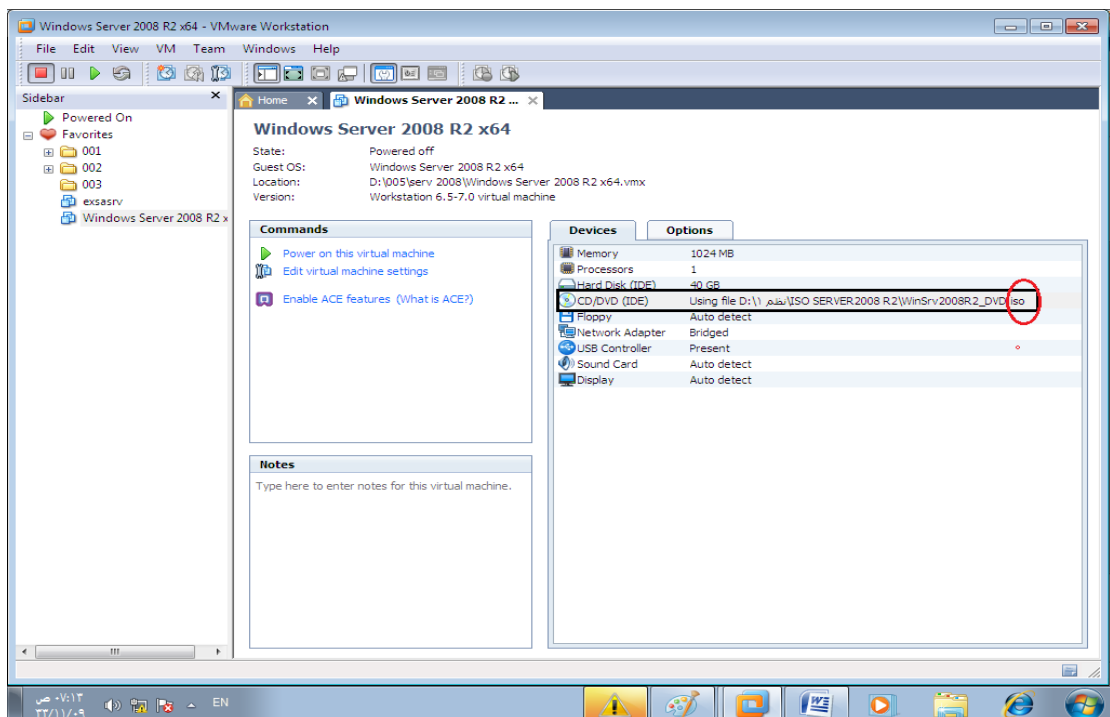 Windows Server 2008 R2 x64 - VMware Workstation
File Edit View VM Team Windows Help
Sidebar ×
Powered On
Favorites
001
002
003
exsasrv
Windows Server 2008 R2 x
Home × Windows Server 2008 R2 ... ×
Windows Server 2008 R2 x64
State: Powered off
Guest OS: Windows Server 2008 R2 x64
Location: D:\005\serv 2008\Windows Server 2008 R2 x64.vmx
Version: Workstation 6.5-7.0 virtual machine
Commands
Power on this virtual machine
Edit virtual machine settings
Enable ACE features (What is ACE?)
Notes
Type here to enter notes for this virtual machine.
Devices Options
Memory 1024 MB
Processors 1
Hard Disk (IDE) 40 GB
CD/DVD (IDE) Using file D:\١ نظم\ISO SERVER2008 R2\WinSrv2008R2_DVD.iso
Floppy Auto detect
Network Adapter Bridged
USB Controller Present
Sound Card Auto detect
Display Auto detect
٠٧:١٣ ص
٣٣/١١/٠٩
EN